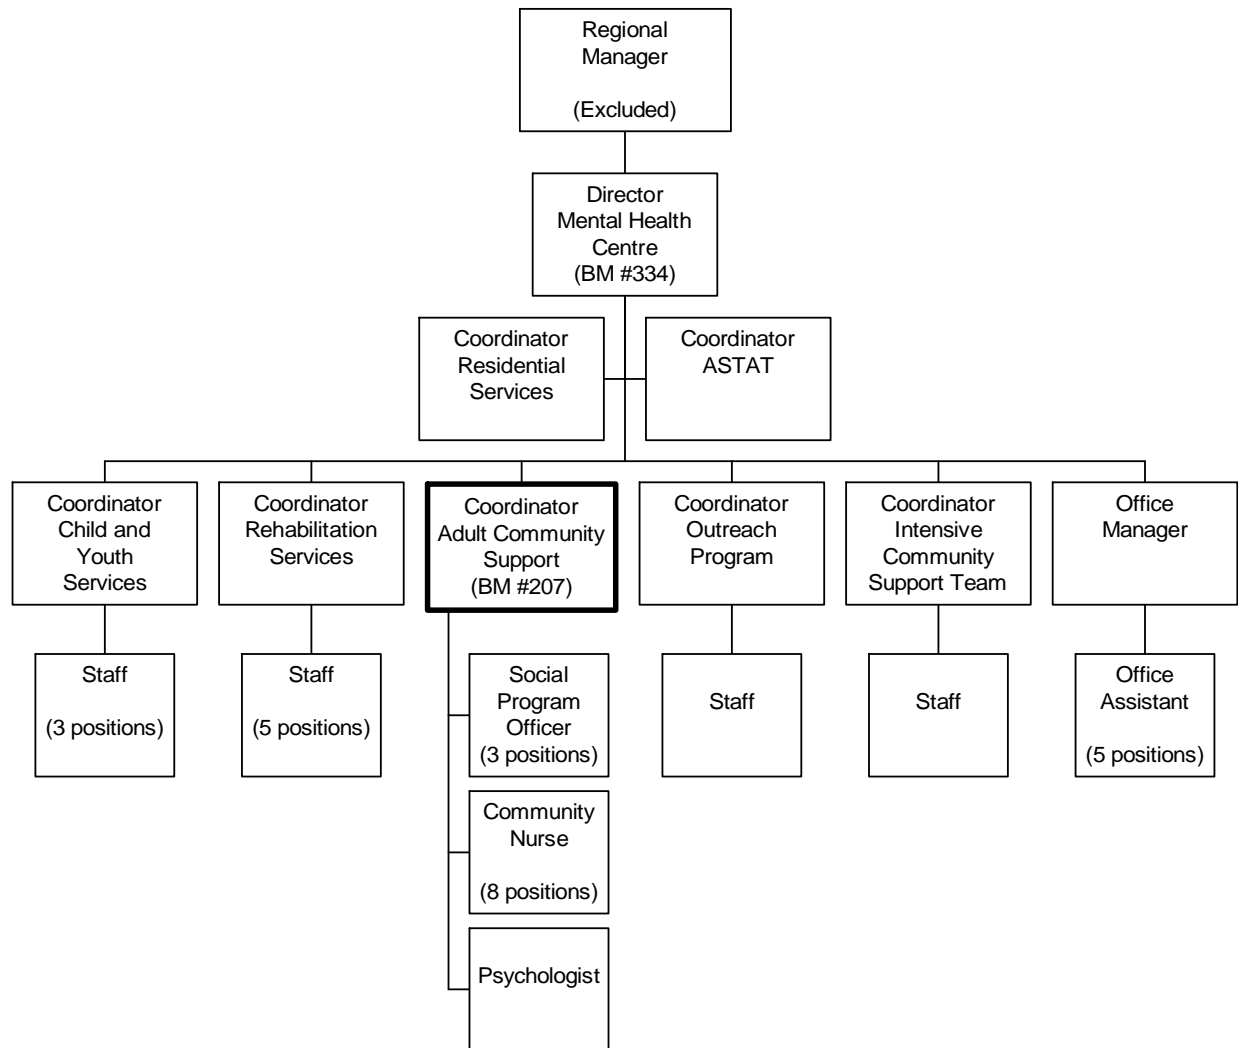 Regional
Manager
(Excluded)
Director
Mental Health
Centre
(BM #334)
Coordinator
Residential
Services
Coordinator
ASTAT
Coordinator
Child and
Youth
Services
Coordinator
Rehabilitation
Services
Coordinator
Adult Community
Support
(BM #207)
Coordinator
Outreach
Program
Coordinator
Intensive
Community
Support Team
Office
Manager
Staff
(3 positions)
Staff
(5 positions)
Social
Program
Officer
(3 positions)
Community
Nurse
(8 positions)
Psychologist
Staff
Staff
Office
Assistant
(5 positions)